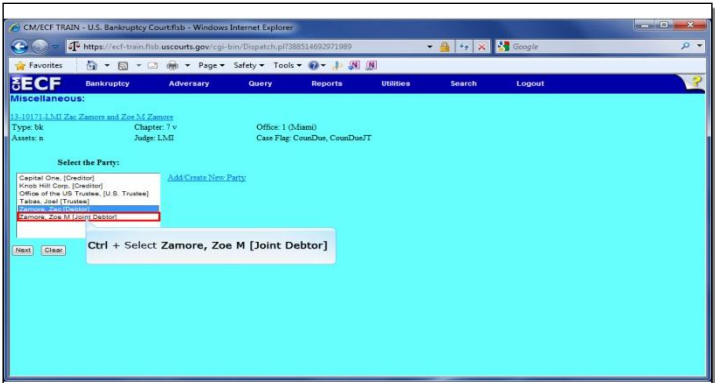 CM/ECF TRAIN - U.S. Bankruptcy Court:flsb - Windows Internet Explorer
https://ecf-train.flsb.uscourts.gov/cgi-bin/Dispatch.pl?388514692971989
Google
Favorites Page Safety Tools
ECF Bankruptcy Adversary Query Reports Utilities Search Logout ?
Miscellaneous:
13-10171-LMI Zac Zamore and Zoe M Zamore
Type: bk Chapter: 7 v Office: 1 (Miami)
Assets: n Judge: LMI Case Flag: CounDue, CounDueJT
Select the Party:
Capital One, [Creditor] Add/Create New Party
Knob Hill Corp, [Creditor]
Office of the US Trustee, [U.S. Trustee]
Tabas, Joel [Trustee]
Zamore, Zac [Debtor]
Zamore, Zoe M [Joint Debtor]
Ctrl + Select Zamore, Zoe M [Joint Debtor]
Next Clear